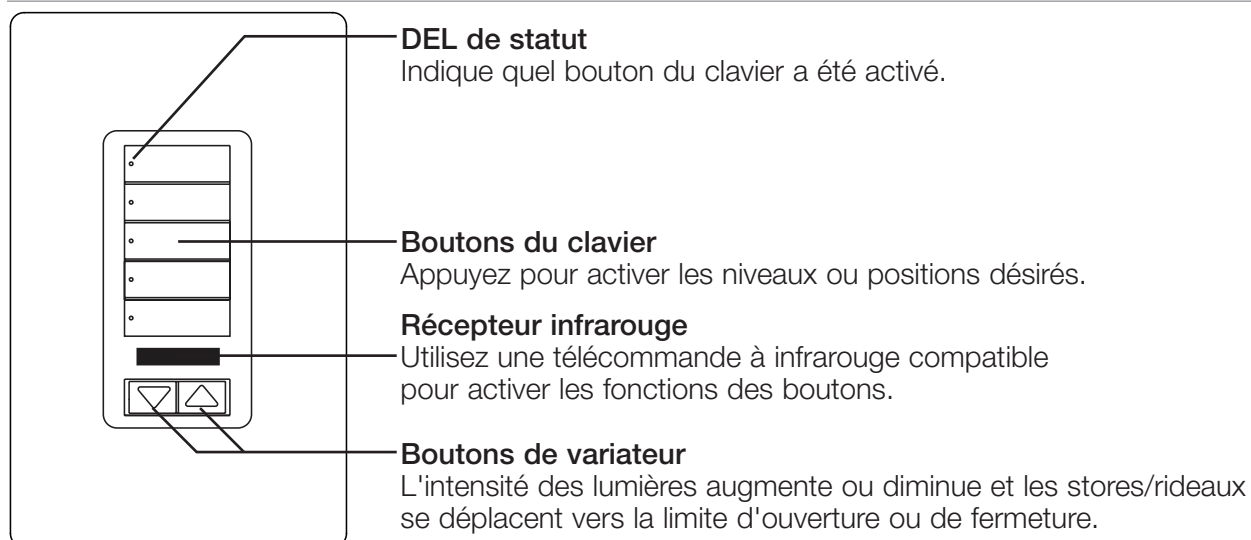 DEL de statut
Indique quel bouton du clavier a été activé.
Boutons du clavier
Appuyez pour activer les niveaux ou positions désirés.
Récepteur infrarouge
Utilisez une télécommande à infrarouge compatible
pour activer les fonctions des boutons.
Boutons de variateur
L'intensité des lumières augmente ou diminue et les stores/rideaux
se déplacent vers la limite d'ouverture ou de fermeture.